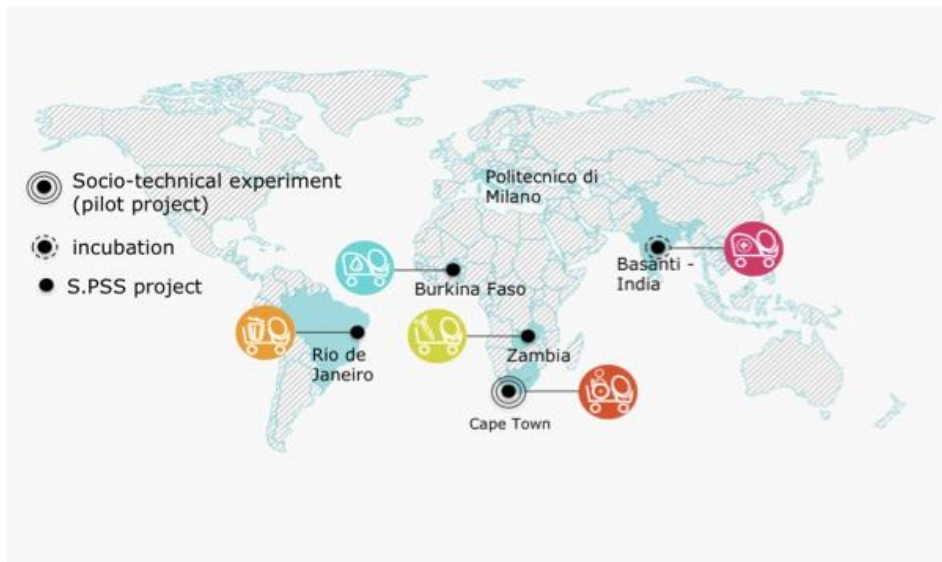 Socio-technical experiment
(pilot project)
incubation
S.PSS project
Politecnico di
Milano
Burkina Faso
Basanti -
India
Rio de
Janeiro
Zambia
Cape Town